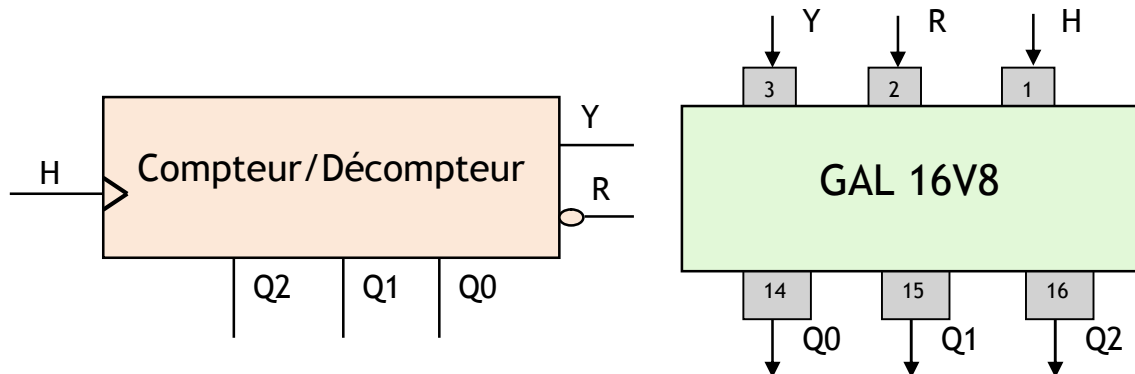 H
Compteur/Décompteur
Y
R
Q2 Q1 Q0
Y R H
3 2 1
GAL 16V8
14 15 16
Q0 Q1 Q2